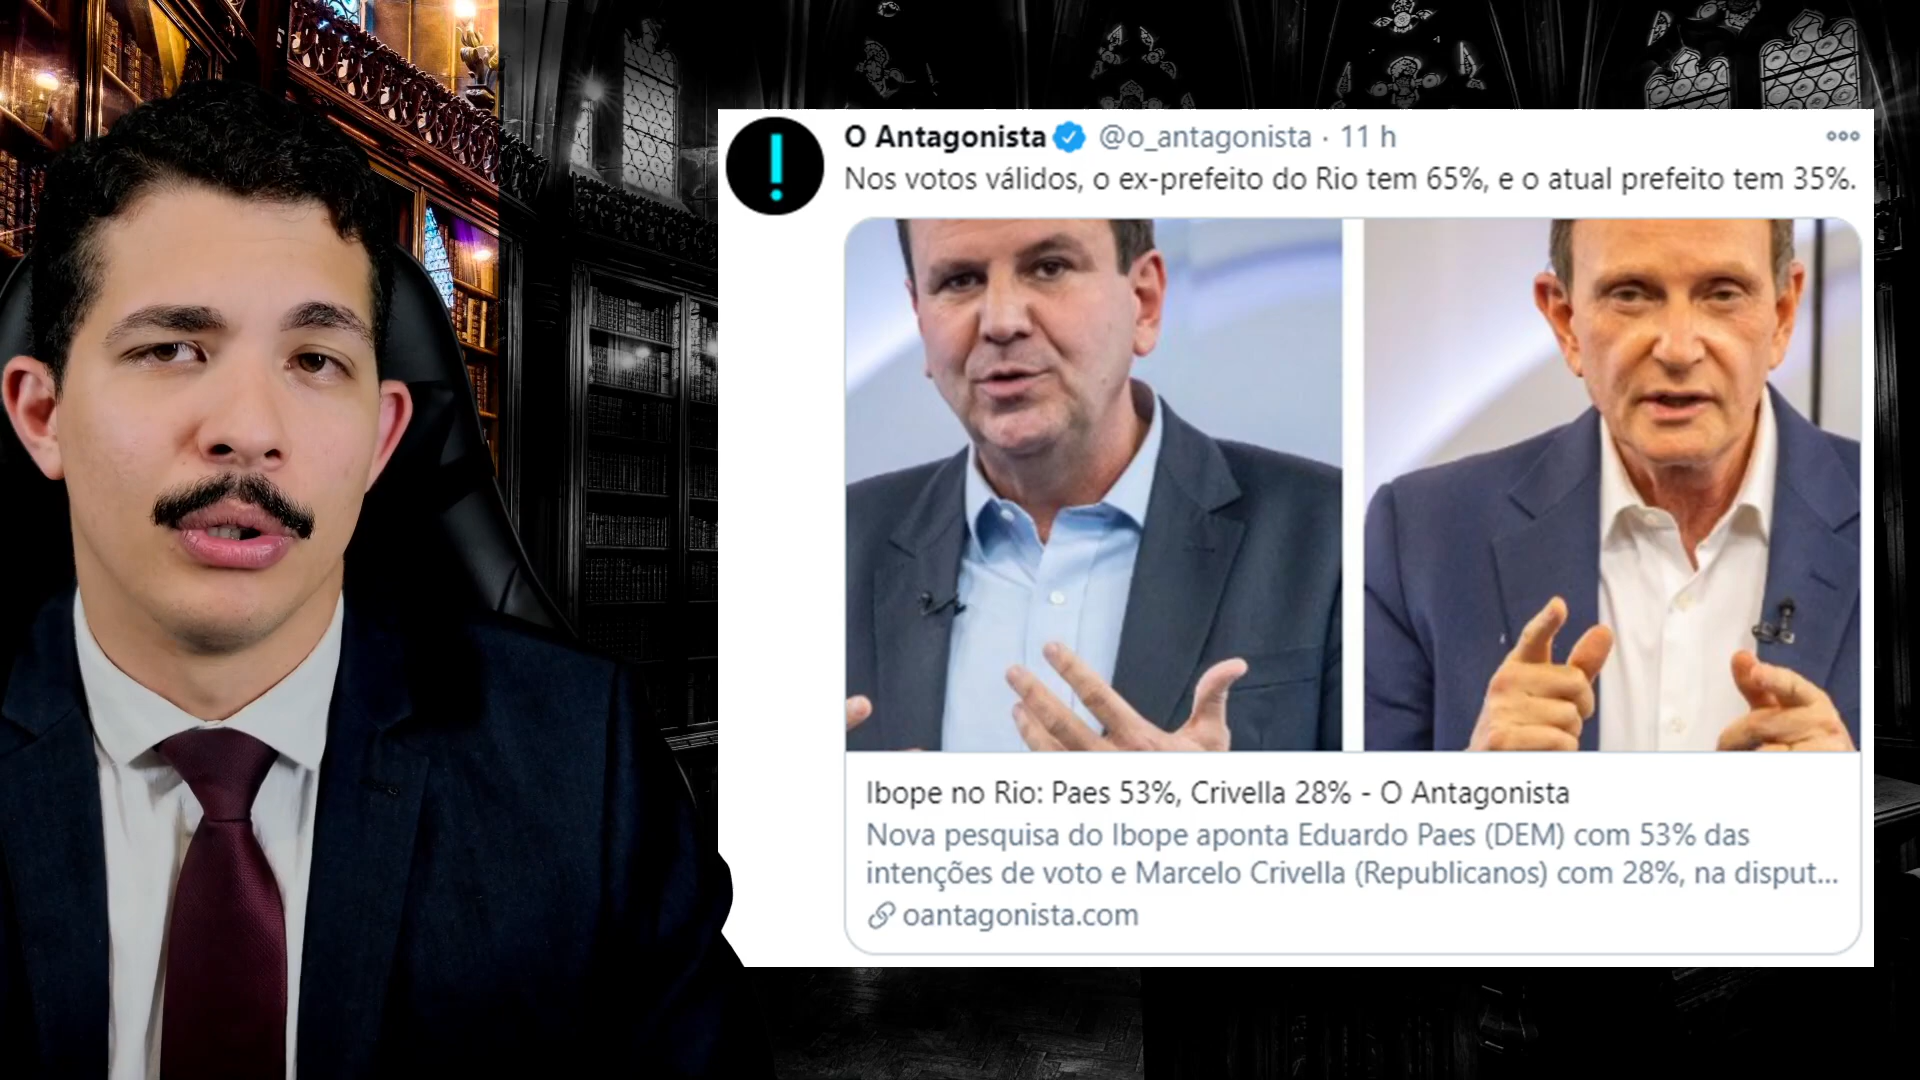 O Antagonista @o_antagonista · 11 h
Nos votos válidos, o ex-prefeito do Rio tem 65%, e o atual prefeito tem 35%.
Ibope no Rio: Paes 53%, Crivella 28% - O Antagonista
Nova pesquisa do Ibope aponta Eduardo Paes (DEM) com 53% das
intenções de voto e Marcelo Crivella (Republicanos) com 28%, na disput...
oantagonista.com